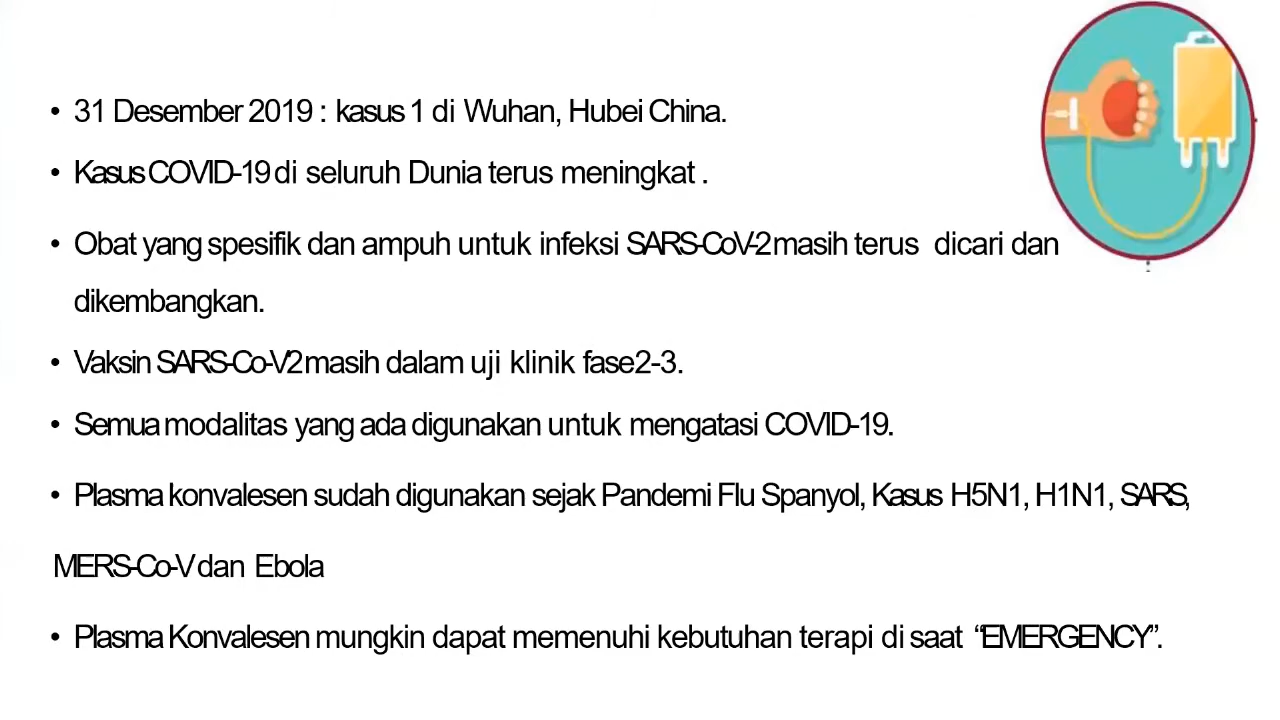 • 31 Desember 2019 : kasus 1 di Wuhan, Hubei China.
• Kasus COVID-19 di seluruh Dunia terus meningkat .
• Obat yang spesifik dan ampuh untuk infeksi SARS-CoV-2 masih terus dicari dan
dikembangkan.
• Vaksin SARS-Co-V2 masih dalam uji klinik fase2-3.
• Semua modalitas yang ada digunakan untuk mengatasi COVID-19.
• Plasma konvalesen sudah digunakan sejak Pandemi Flu Spanyol, Kasus H5N1, H1N1, SARS,
MERS-Co-V dan Ebola
• Plasma Konvalesen mungkin dapat memenuhi kebutuhan terapi di saat “EMERGENCY”.